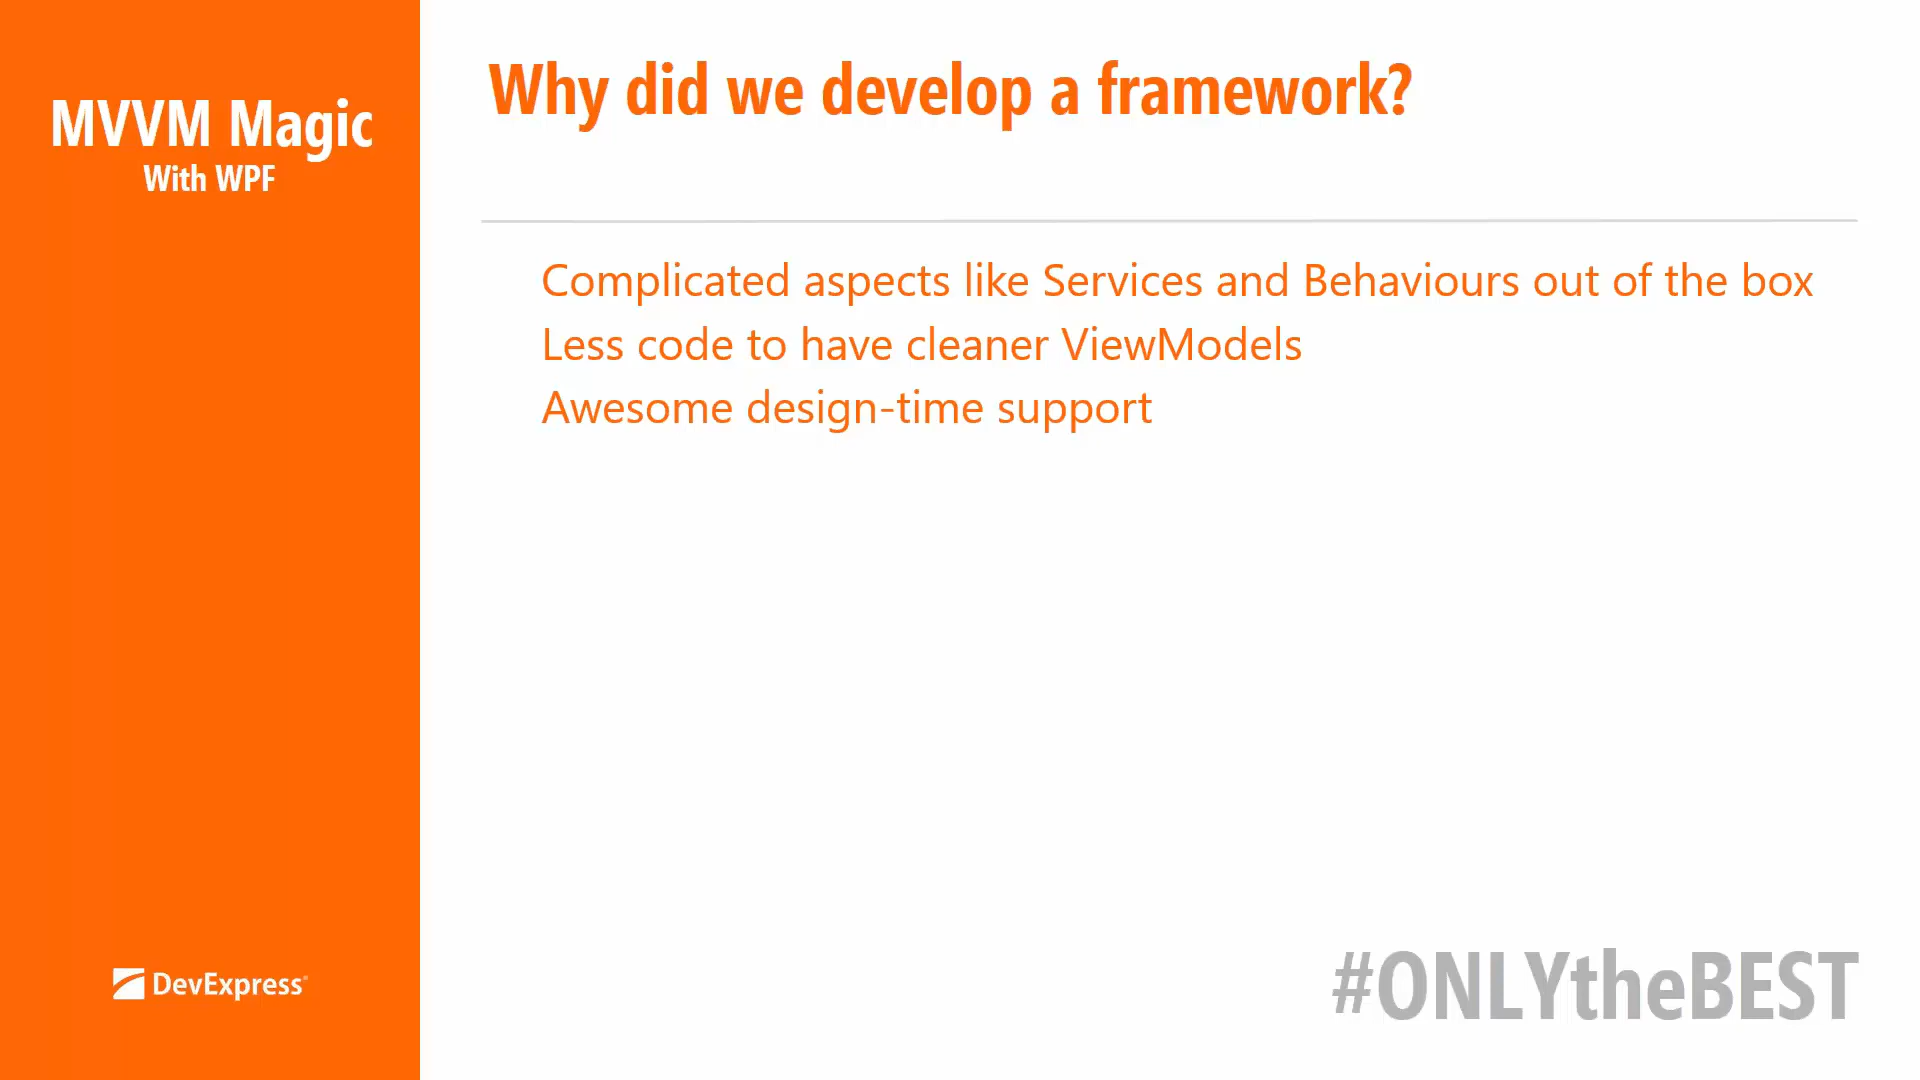 MVVM Magic
With WPF
Why did we develop a framework?
Complicated aspects like Services and Behaviours out of the box
Less code to have cleaner ViewModels
Awesome design-time support
DevExpress®
#ONLYtheBEST